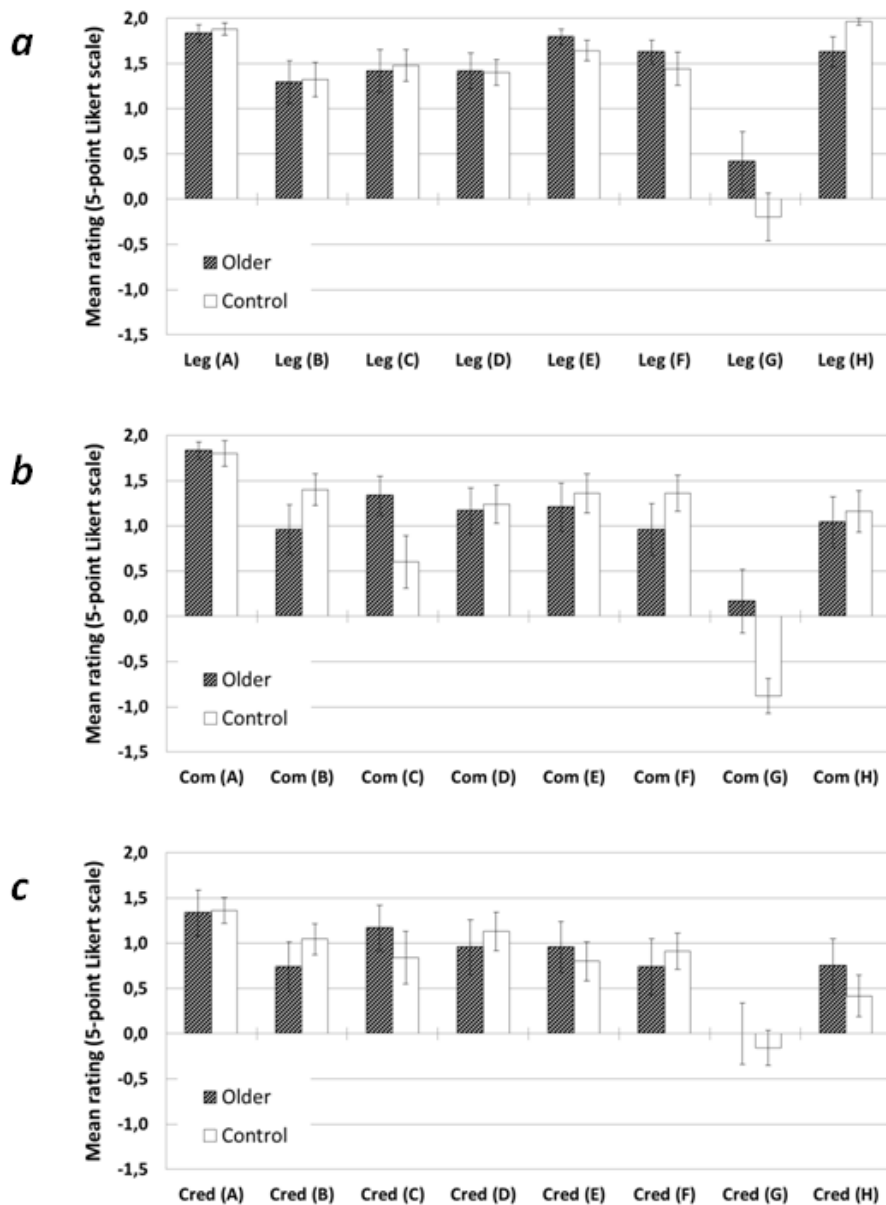 a
Mean rating (5-point Likert scale)
2,0
1,5
1,0
0,5
0,0
-0,5
-1,0
-1,5
Older
Control
Leg (A) Leg (B) Leg (C) Leg (D) Leg (E) Leg (F) Leg (G) Leg (H)
b
Mean rating (5-point Likert scale)
2,0
1,5
1,0
0,5
0,0
-0,5
-1,0
-1,5
Older
Control
Com (A) Com (B) Com (C) Com (D) Com (E) Com (F) Com (G) Com (H)
c
Mean rating (5-point Likert scale)
2,0
1,5
1,0
0,5
0,0
-0,5
-1,0
-1,5
Older
Control
Cred (A) Cred (B) Cred (C) Cred (D) Cred (E) Cred (F) Cred (G) Cred (H)